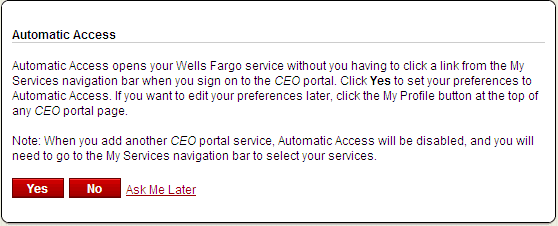 Automatic Access
Automatic Access opens your Wells Fargo service without you having to click a link from the My
Services navigation bar when you sign on to the CEO portal. Click Yes to set your preferences to
Automatic Access. If you want to edit your preferences later, click the My Profile button at the top of
any CEO portal page.
Note: When you add another CEO portal service, Automatic Access will be disabled, and you will
need to go to the My Services navigation bar to select your services.
Yes No Ask Me Later